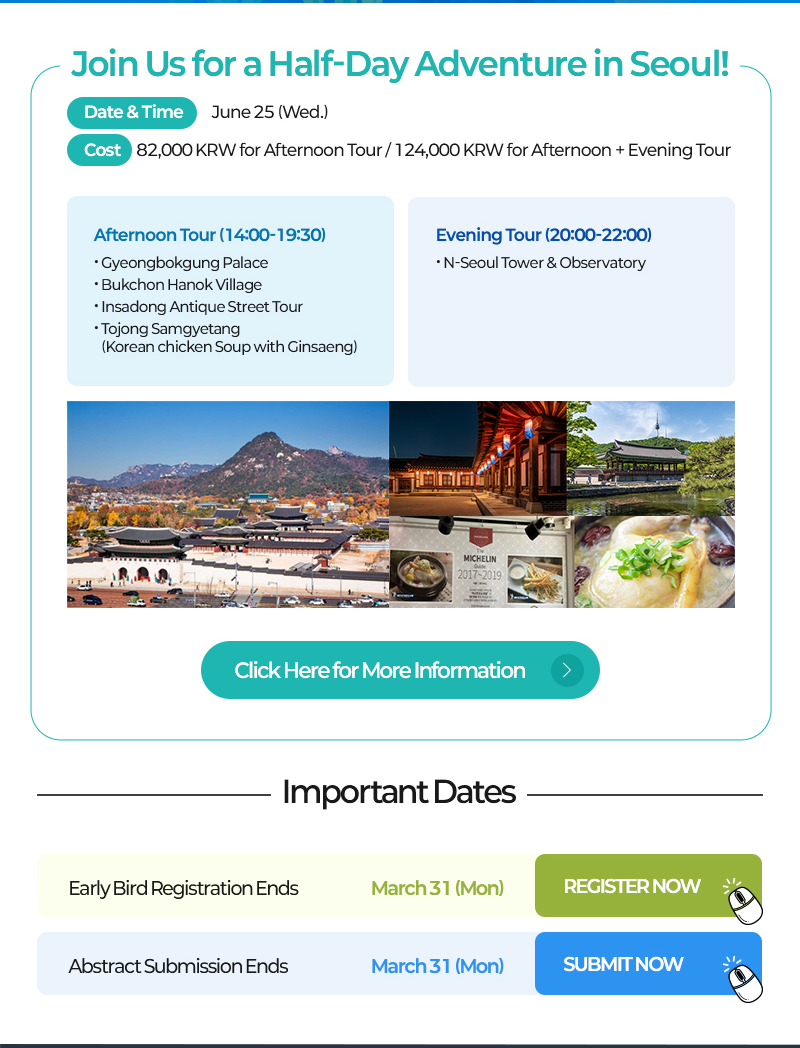 Join Us for a Half-Day Adventure in Seoul!
Date & Time June 25 (Wed.)
Cost 82,000 KRW for Afternoon Tour / 124,000 KRW for Afternoon + Evening Tour
Afternoon Tour (14:00-19:30)
• Gyeongbokgung Palace
• Bukchon Hanok Village
• Insadong Antique Street Tour
• Tojong Samgyetang
(Korean chicken Soup with Ginsaeng)
Evening Tour (20:00-22:00)
• N-Seoul Tower & Observatory
MICHELIN
Guide
2017~2019
Click Here for More Information
Important Dates
Early Bird Registration Ends March 31 (Mon) REGISTER NOW
Abstract Submission Ends March 31 (Mon) SUBMIT NOW